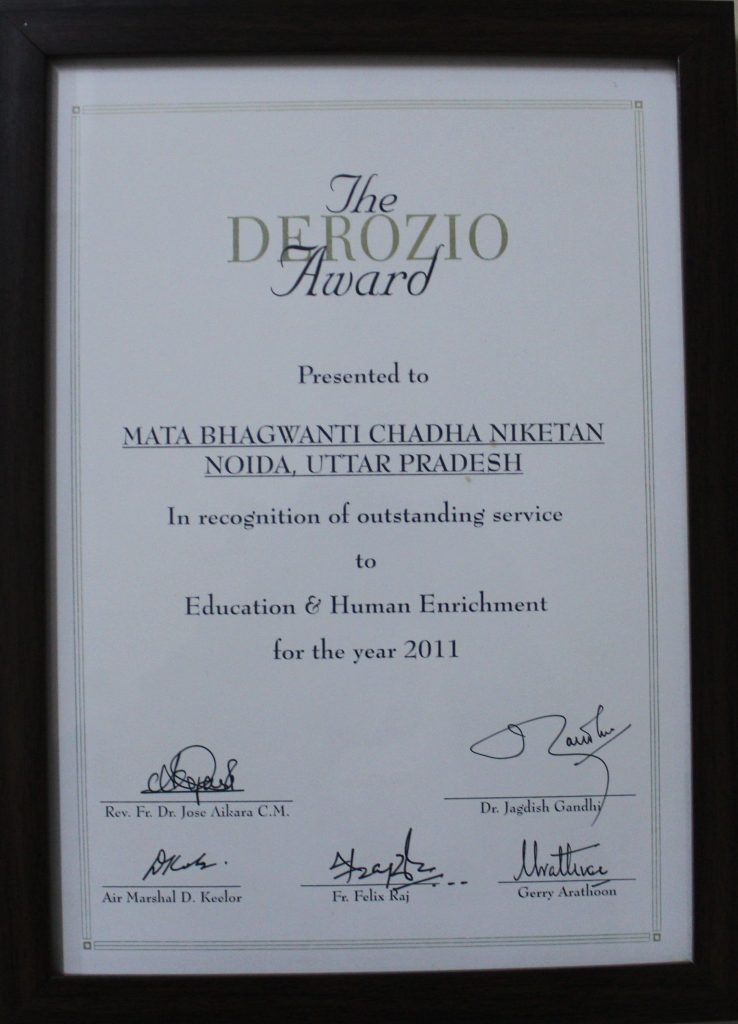 The
DEROZIO
Award
Presented to
MATA BHAGWANTI CHADHA NIKETAN
NOIDA, UTTAR PRADESH
In recognition of outstanding service
to
Education & Human Enrichment
for the year 2011
Rev. Fr. Dr. Jose Aikara C.M.
Dr. Jagdish Gandhi
Air Marshal D. Keelor
Fr. Felix Raj
Gerry Arathoon